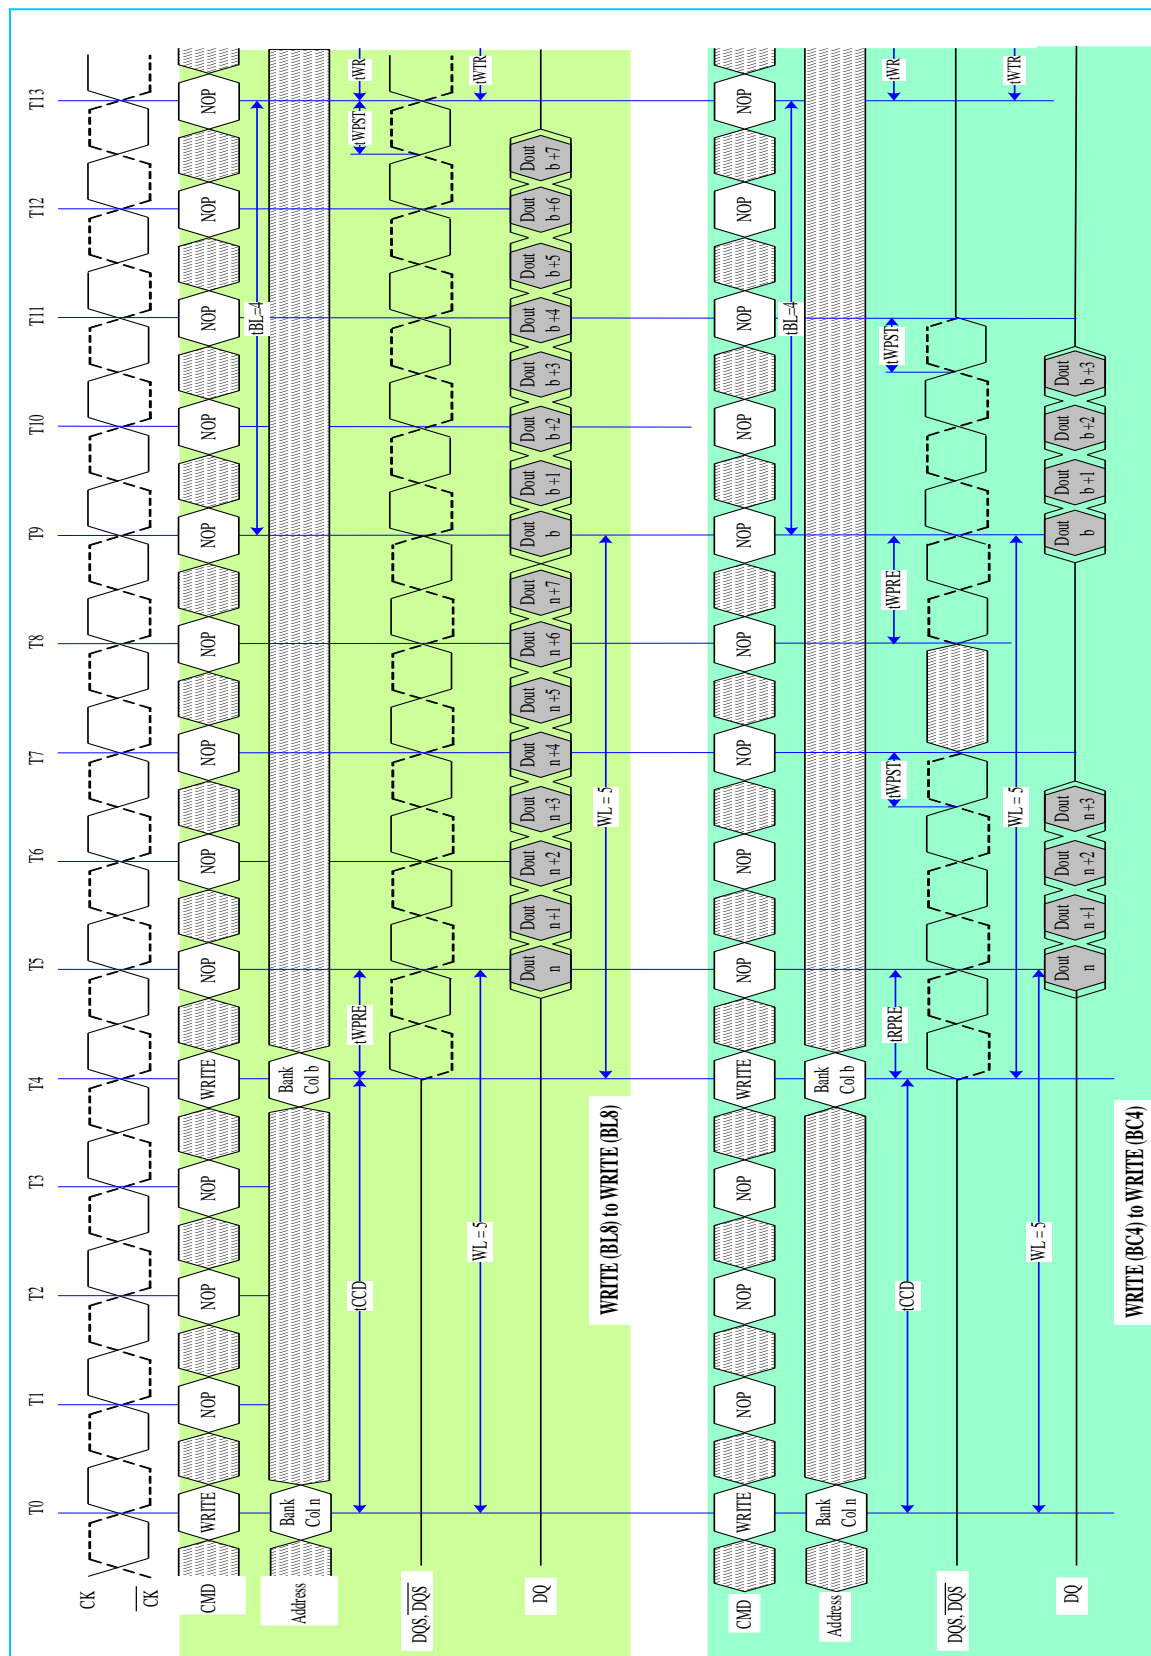 T0 T1 T2 T3 T4 T5 T6 T7 T8 T9 T10 T11 T12 T13
CK
CK
CMD WRITE NOP NOP NOP WRITE NOP NOP NOP NOP NOP NOP NOP NOP NOP
tBL=4
Address Bank Col n Bank Col b
tCCD tWPRE tWPST tWR
DQS, DQS
WL = 5 tWTR
DQ Dout n Dout n+1 Dout n+2 Dout n+3 Dout n+4 Dout n+5 Dout n+6 Dout n+7 Dout b Dout b+1 Dout b+2 Dout b+3 Dout b+4 Dout b+5 Dout b+6 Dout b+7
WL = 5
WRITE (BL8) to WRITE (BL8)
CMD WRITE NOP NOP NOP WRITE NOP NOP NOP NOP NOP NOP NOP NOP NOP
tBL=4
Address Bank Col n Bank Col b
tCCD tRPRE tWPST tWPRE tWPST tWR
DQS, DQS
WL = 5 tWTR
WL = 5
DQ Dout n Dout n+1 Dout n+2 Dout n+3 Dout b Dout b+1 Dout b+2 Dout b+3
WRITE (BC4) to WRITE (BC4)